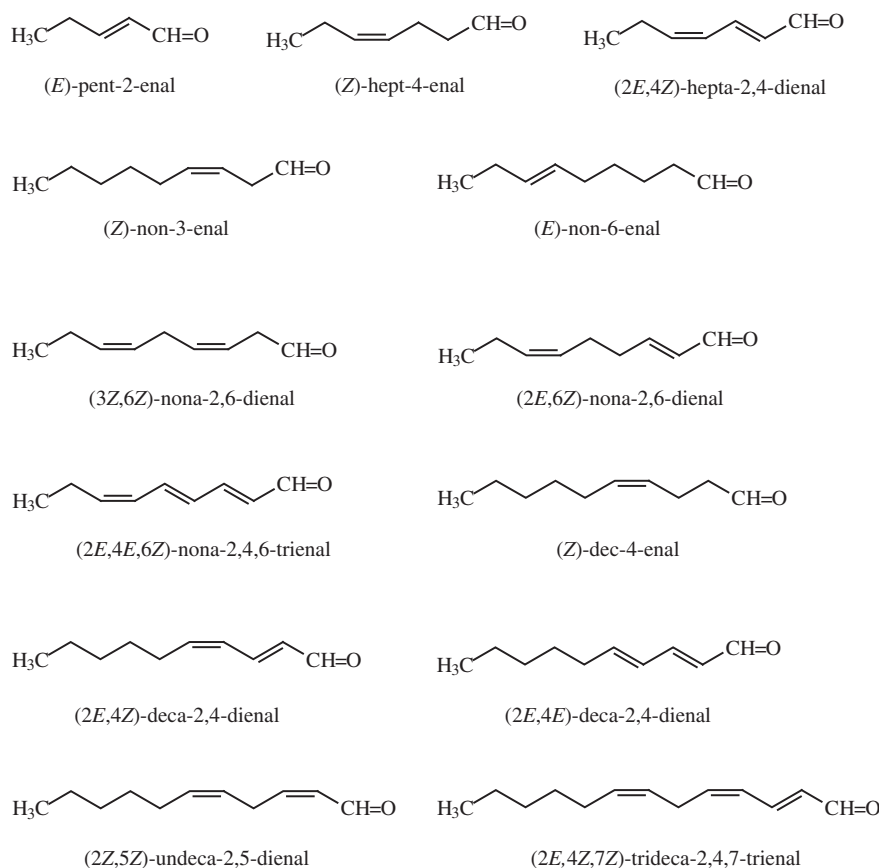 H₃C CH=O H₃C CH=O H₃C CH=O
(E)-pent-2-enal (Z)-hept-4-enal (2E,4Z)-hepta-2,4-dienal
H₃C CH=O H₃C CH=O
(Z)-non-3-enal (E)-non-6-enal
H₃C CH=O H₃C CH=O
(3Z,6Z)-nona-2,6-dienal (2E,6Z)-nona-2,6-dienal
H₃C CH=O H₃C CH=O
(2E,4E,6Z)-nona-2,4,6-trienal (Z)-dec-4-enal
H₃C CH=O H₃C CH=O
(2E,4Z)-deca-2,4-dienal (2E,4E)-deca-2,4-dienal
H₃C CH=O H₃C CH=O
(2Z,5Z)-undeca-2,5-dienal (2E,4Z,7Z)-trideca-2,4,7-trienal